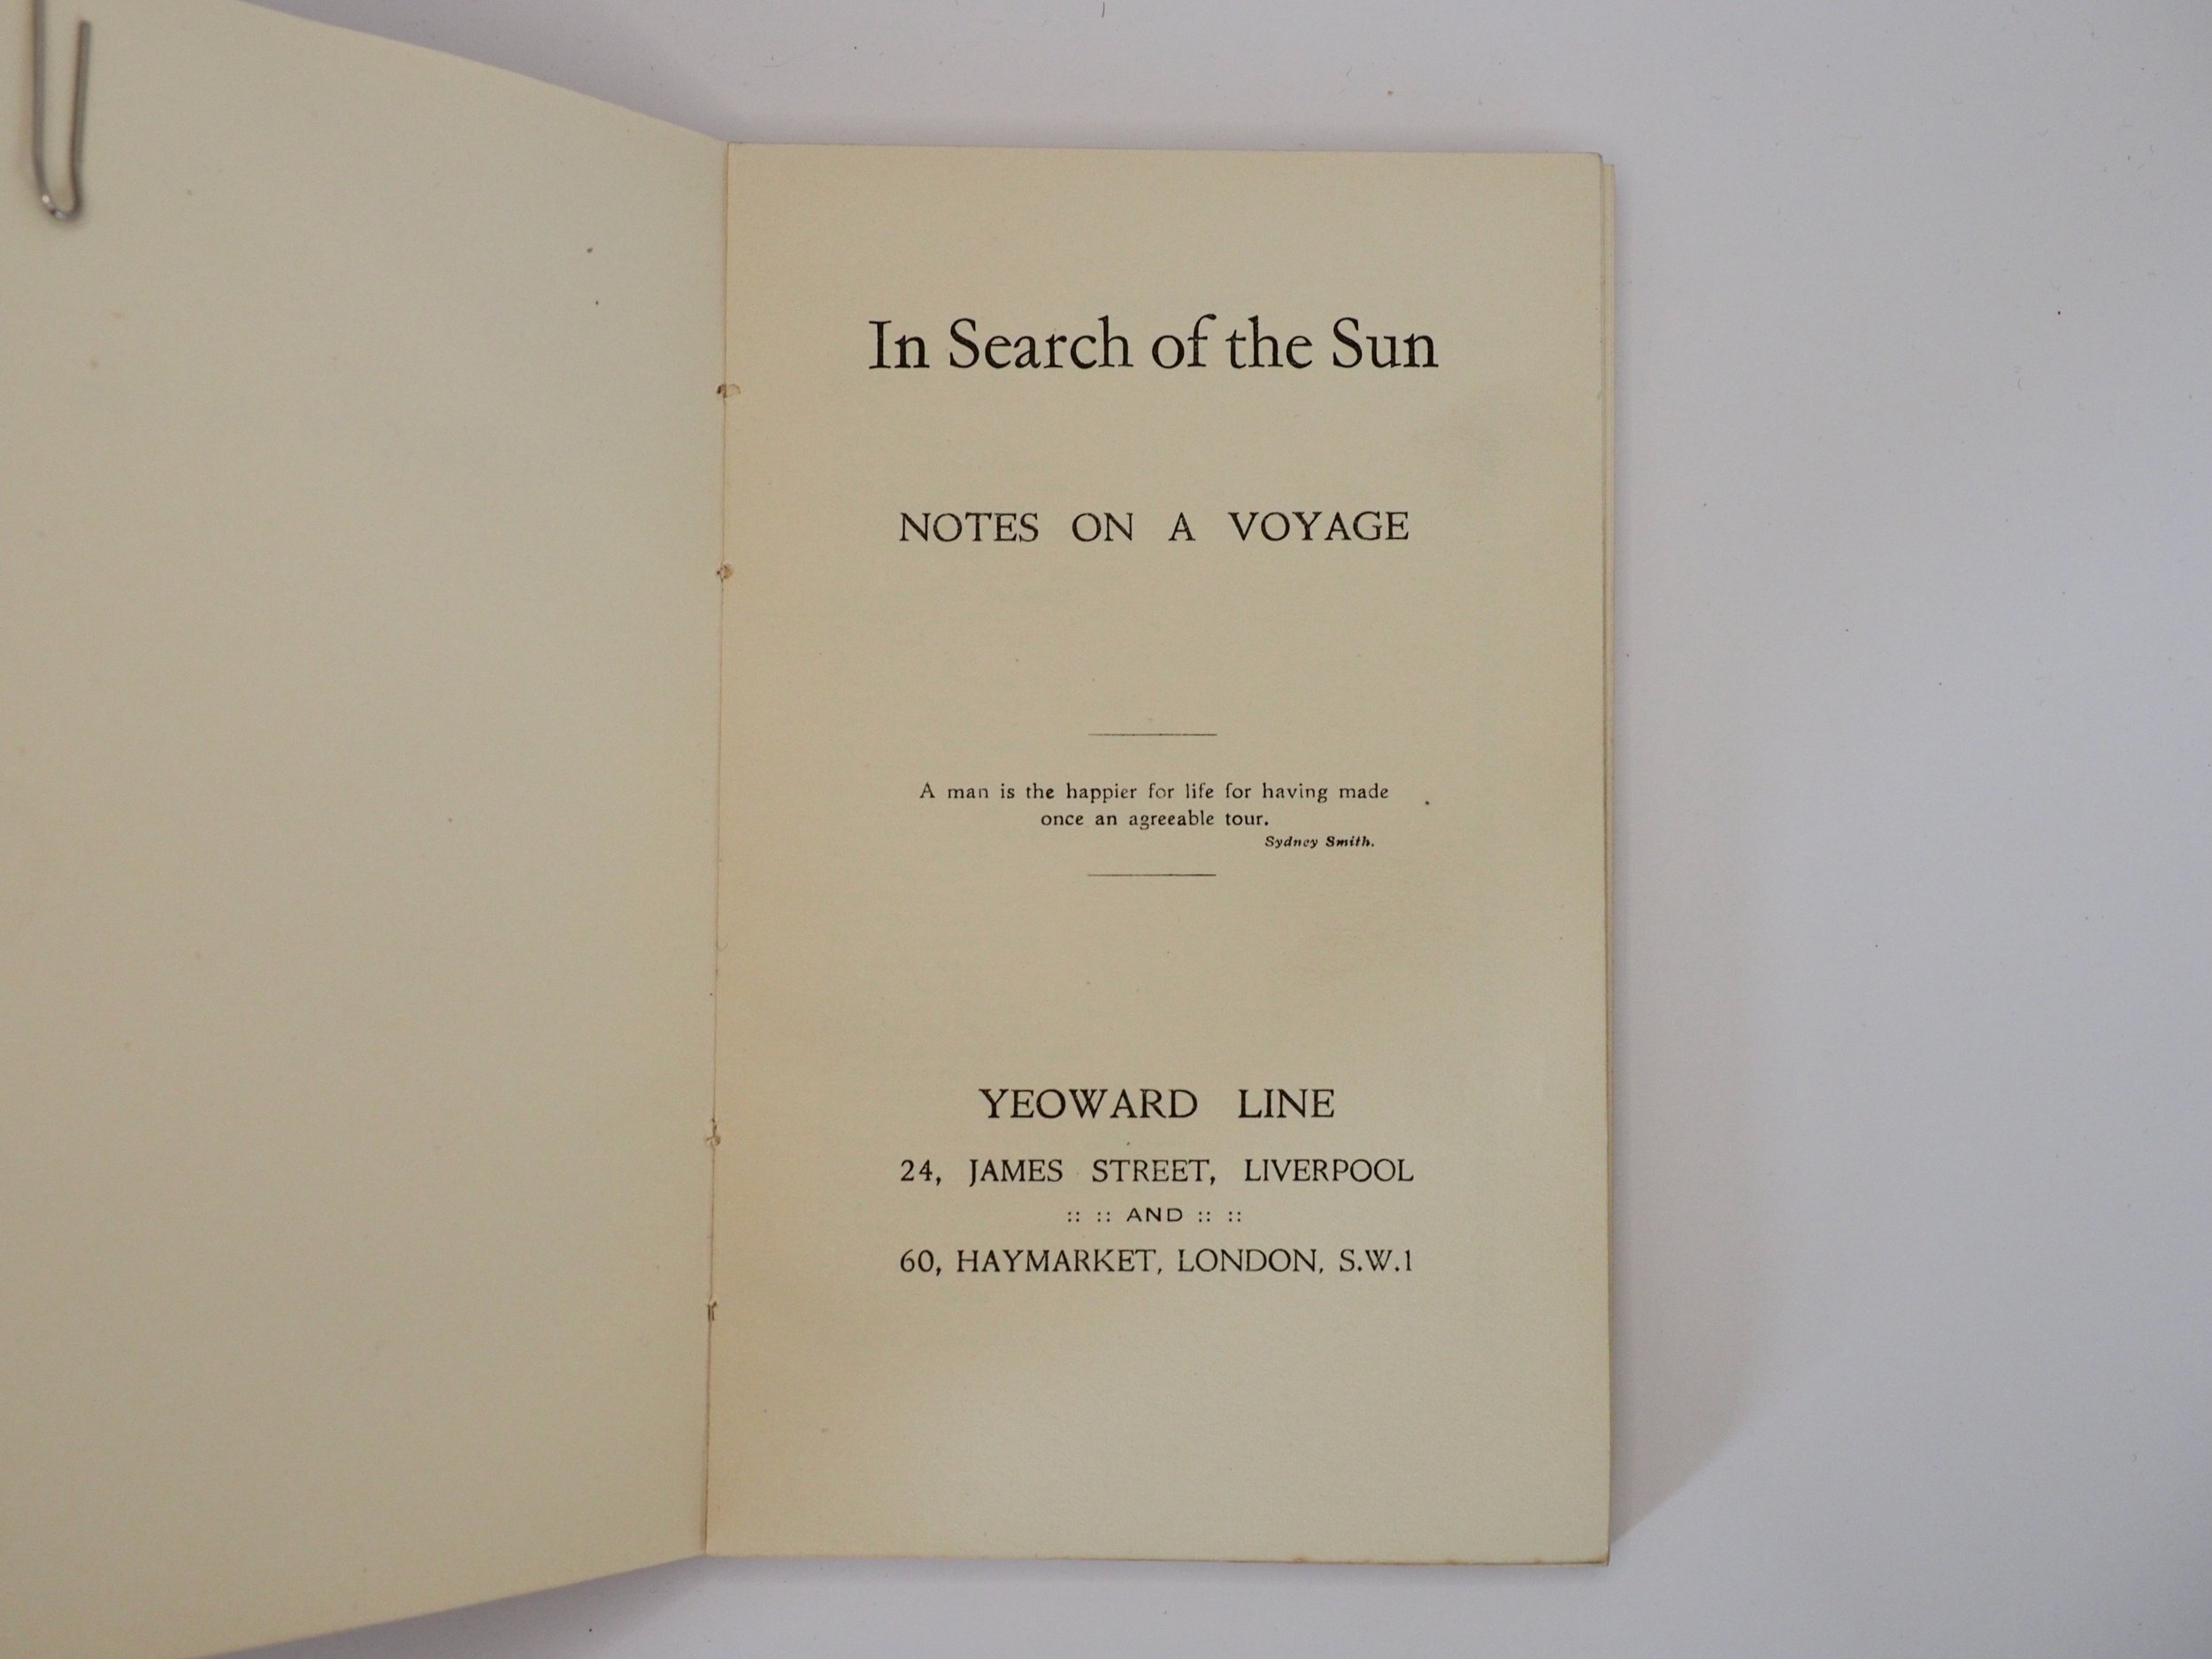 In Search of the Sun
NOTES ON A VOYAGE
A man is the happier for life for having made
once an agreeable tour.
Sydney Smith.
YEOWARD LINE
24, JAMES STREET, LIVERPOOL
:: :: AND :: ::
60, HAYMARKET, LONDON, S.W.1